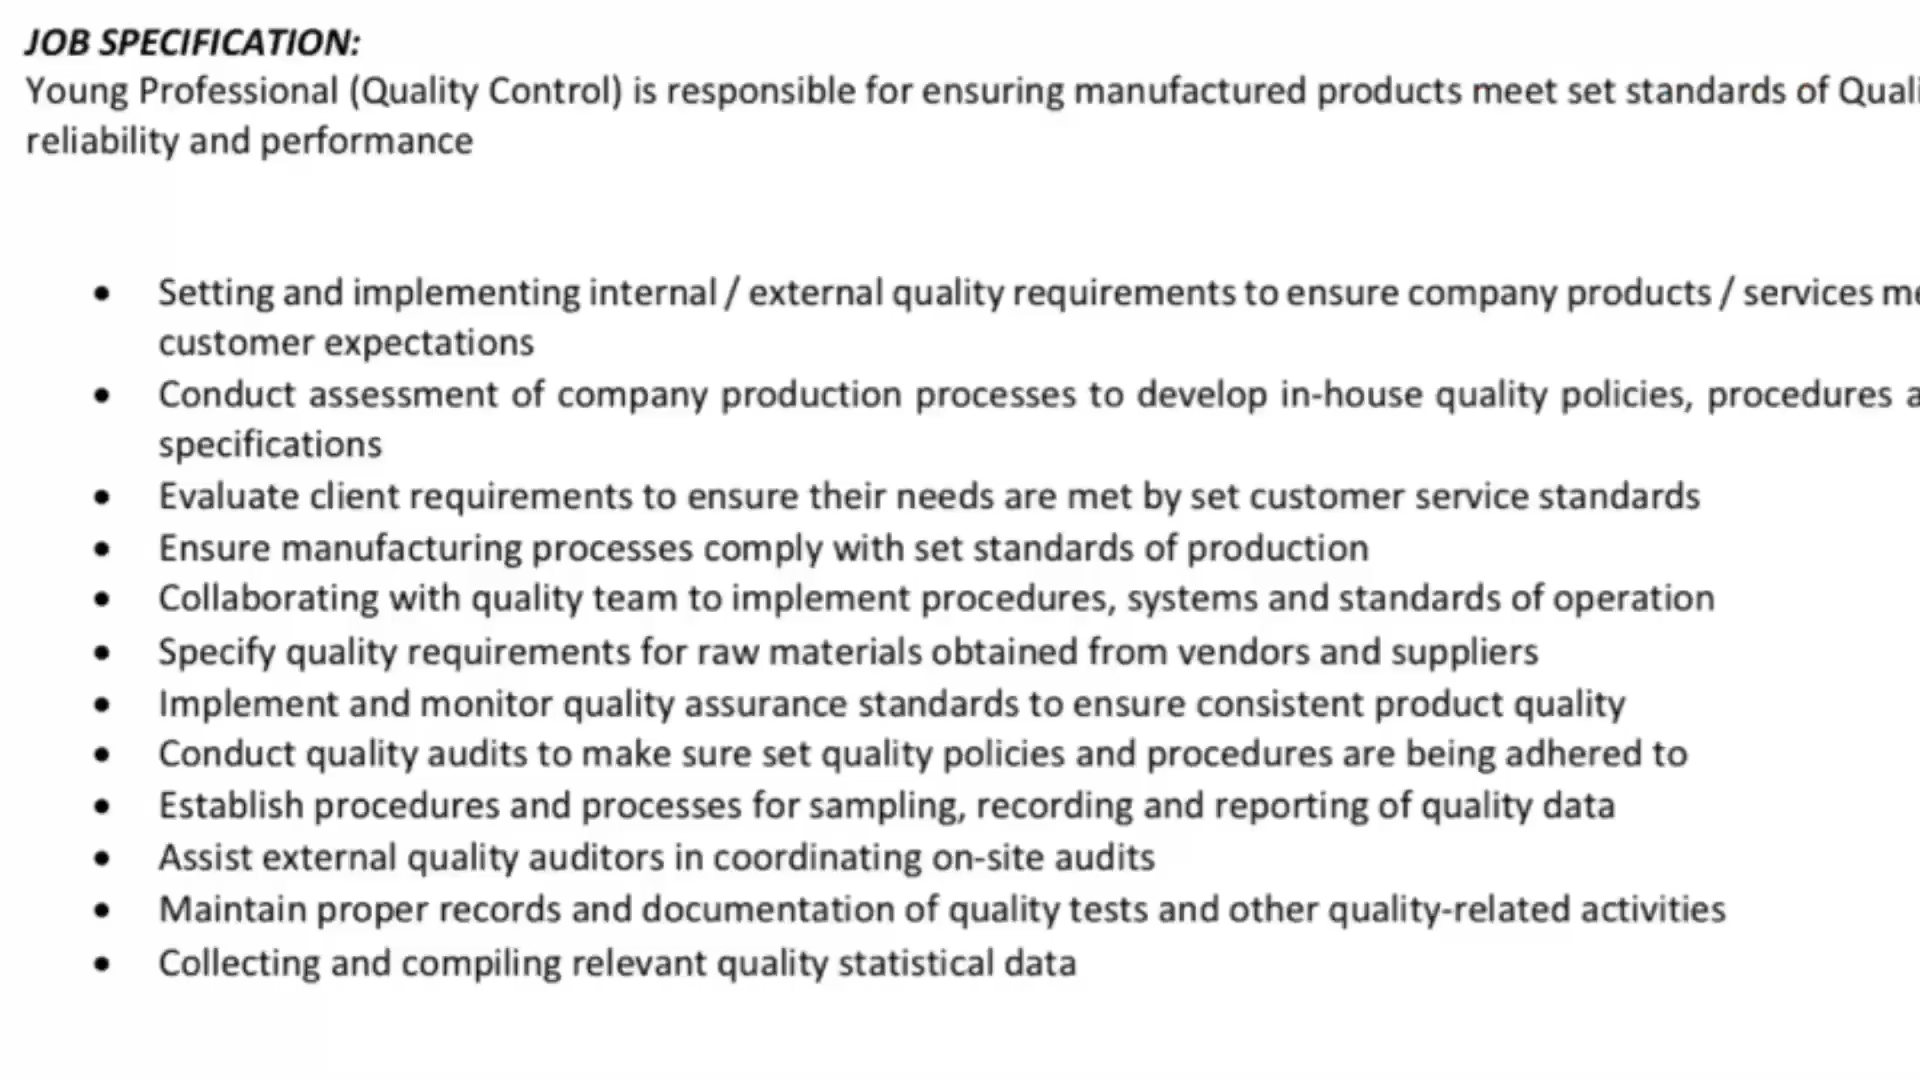 JOB SPECIFICATION:
Young Professional (Quality Control) is responsible for ensuring manufactured products meet set standards of
reliability and performance
• Setting and implementing internal / external quality requirements to ensure company products / services
customer expectations
• Conduct assessment of company production processes to develop in-house quality policies, procedures
specifications
• Evaluate client requirements to ensure their needs are met by set customer service standards
• Ensure manufacturing processes comply with set standards of production
• Collaborating with quality team to implement procedures, systems and standards of operation
• Specify quality requirements for raw materials obtained from vendors and suppliers
• Implement and monitor quality assurance standards to ensure consistent product quality
• Conduct quality audits to make sure set quality policies and procedures are being adhered to
• Establish procedures and processes for sampling, recording and reporting of quality data
• Assist external quality auditors in coordinating on-site audits
• Maintain proper records and documentation of quality tests and other quality-related activities
• Collecting and compiling relevant quality statistical data